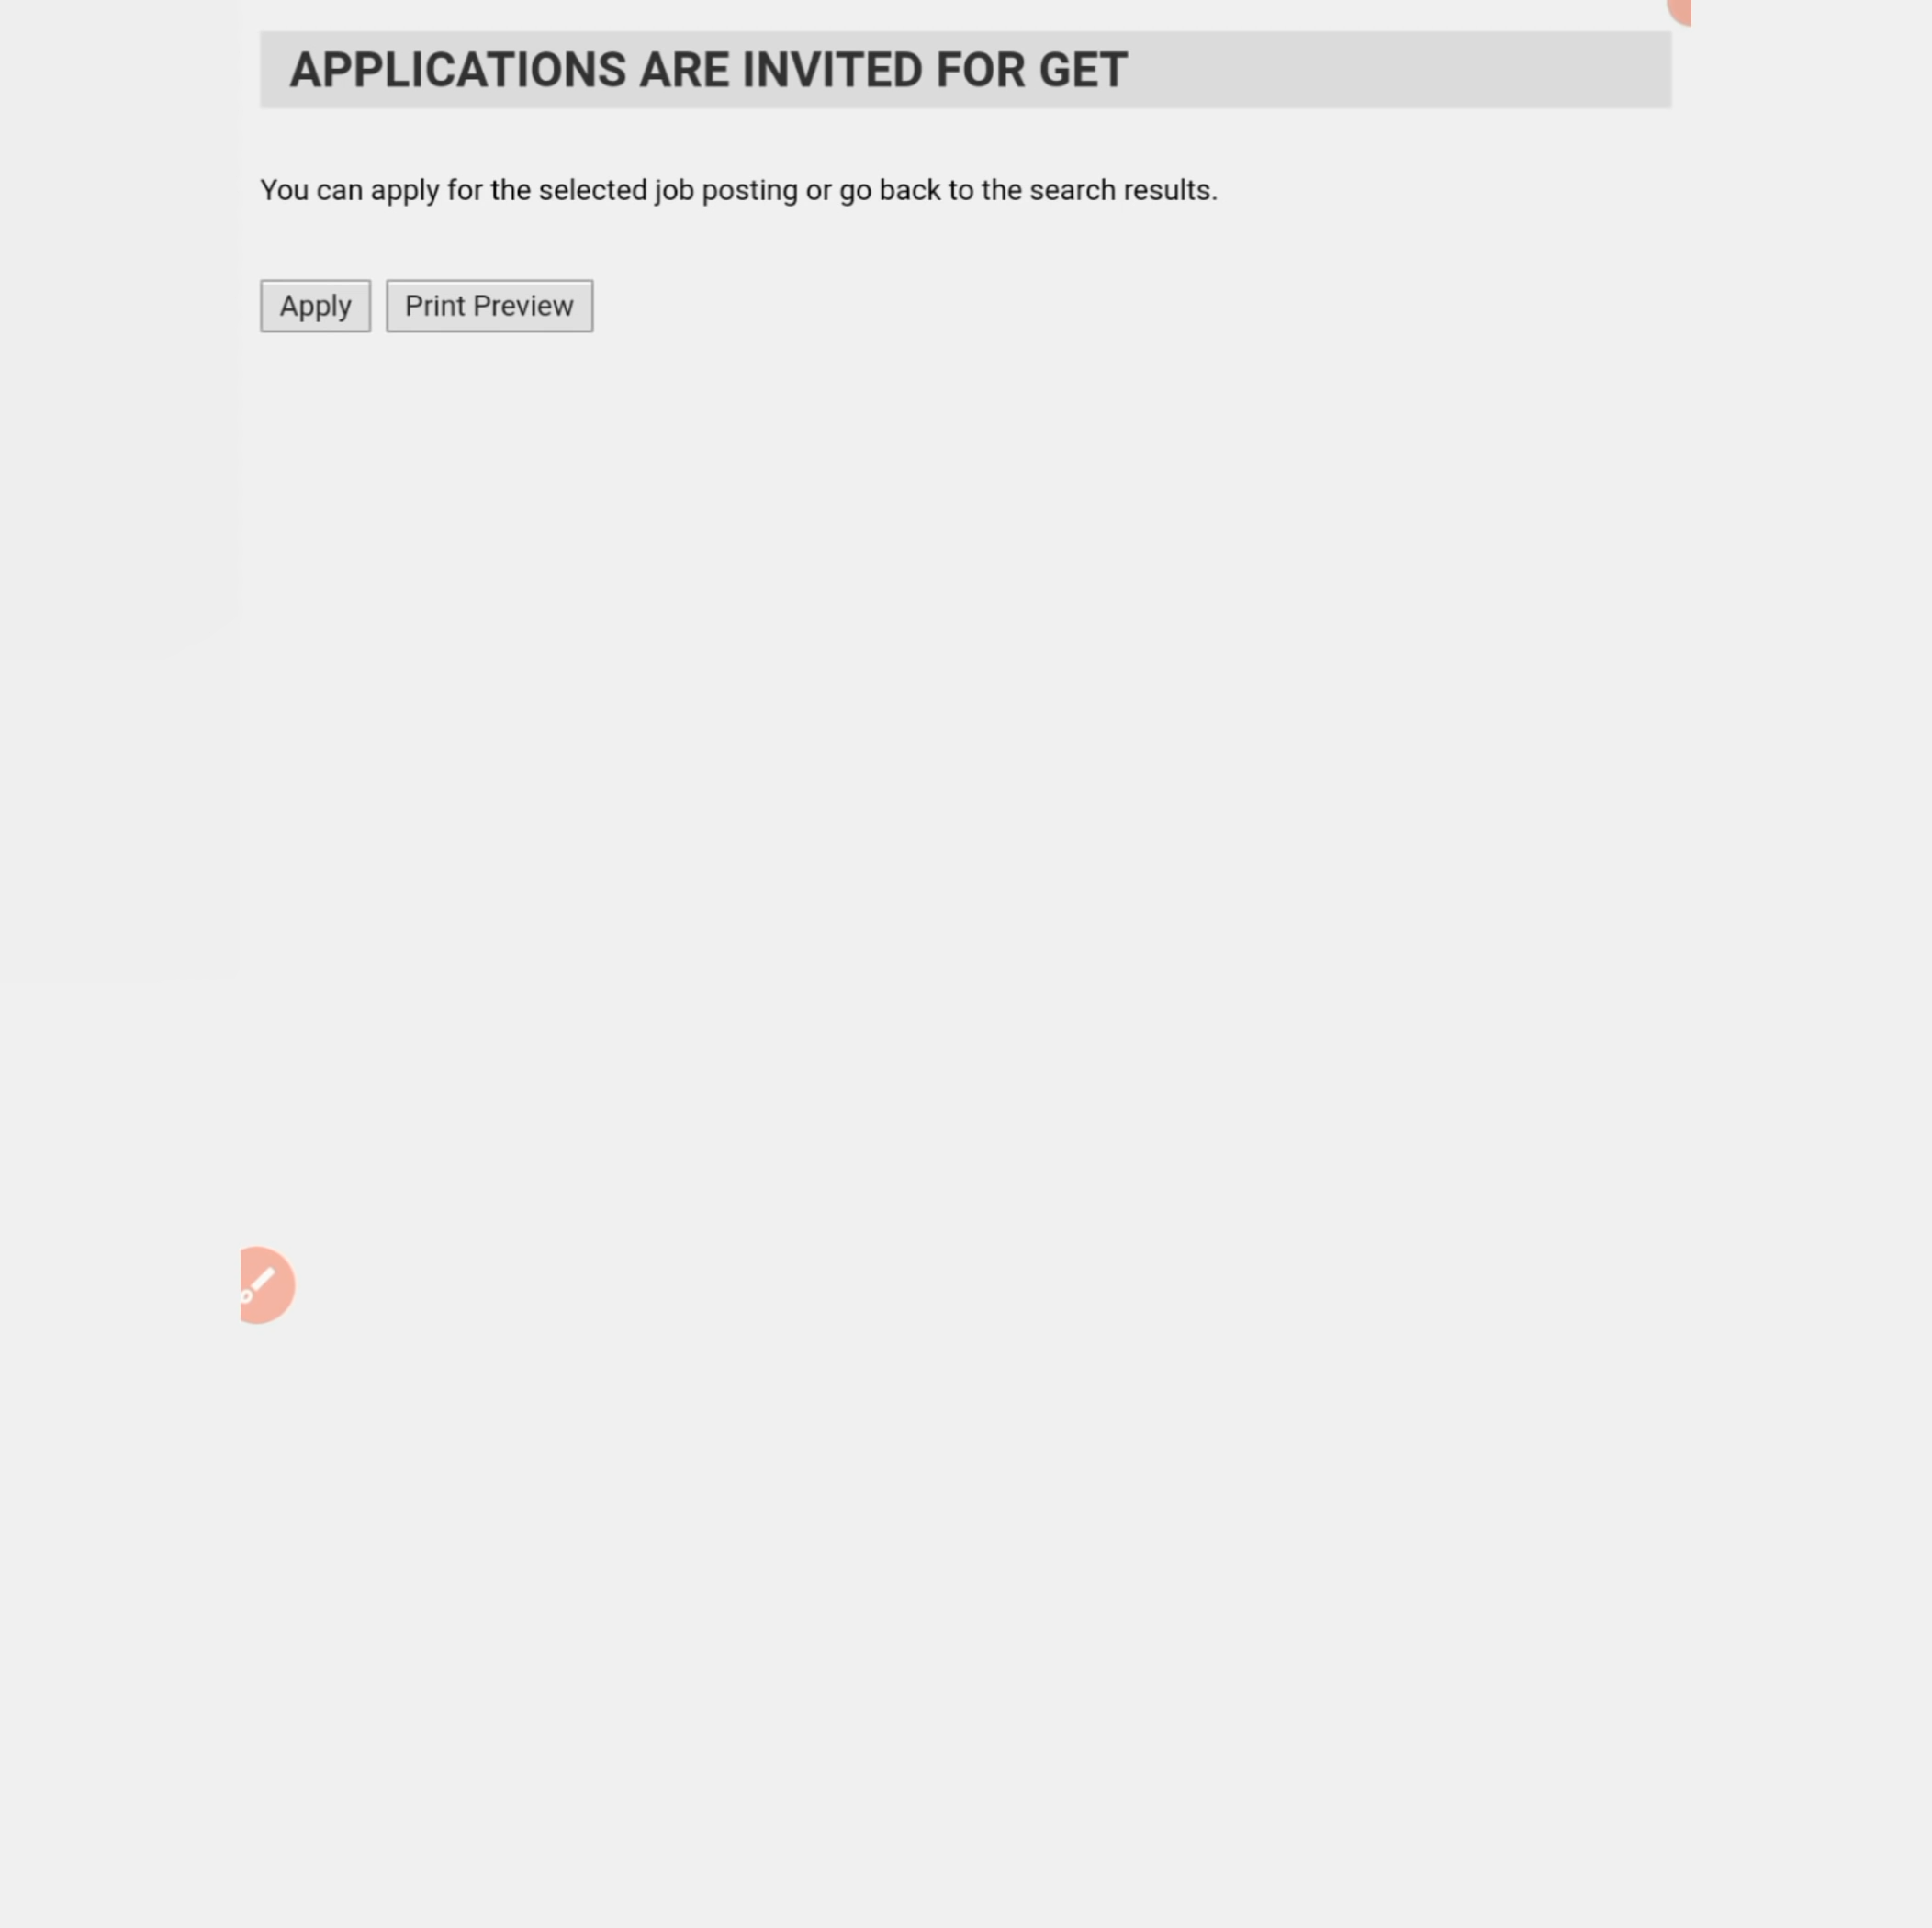 APPLICATIONS ARE INVITED FOR GET
You can apply for the selected job posting or go back to the search results.
Apply Print Preview